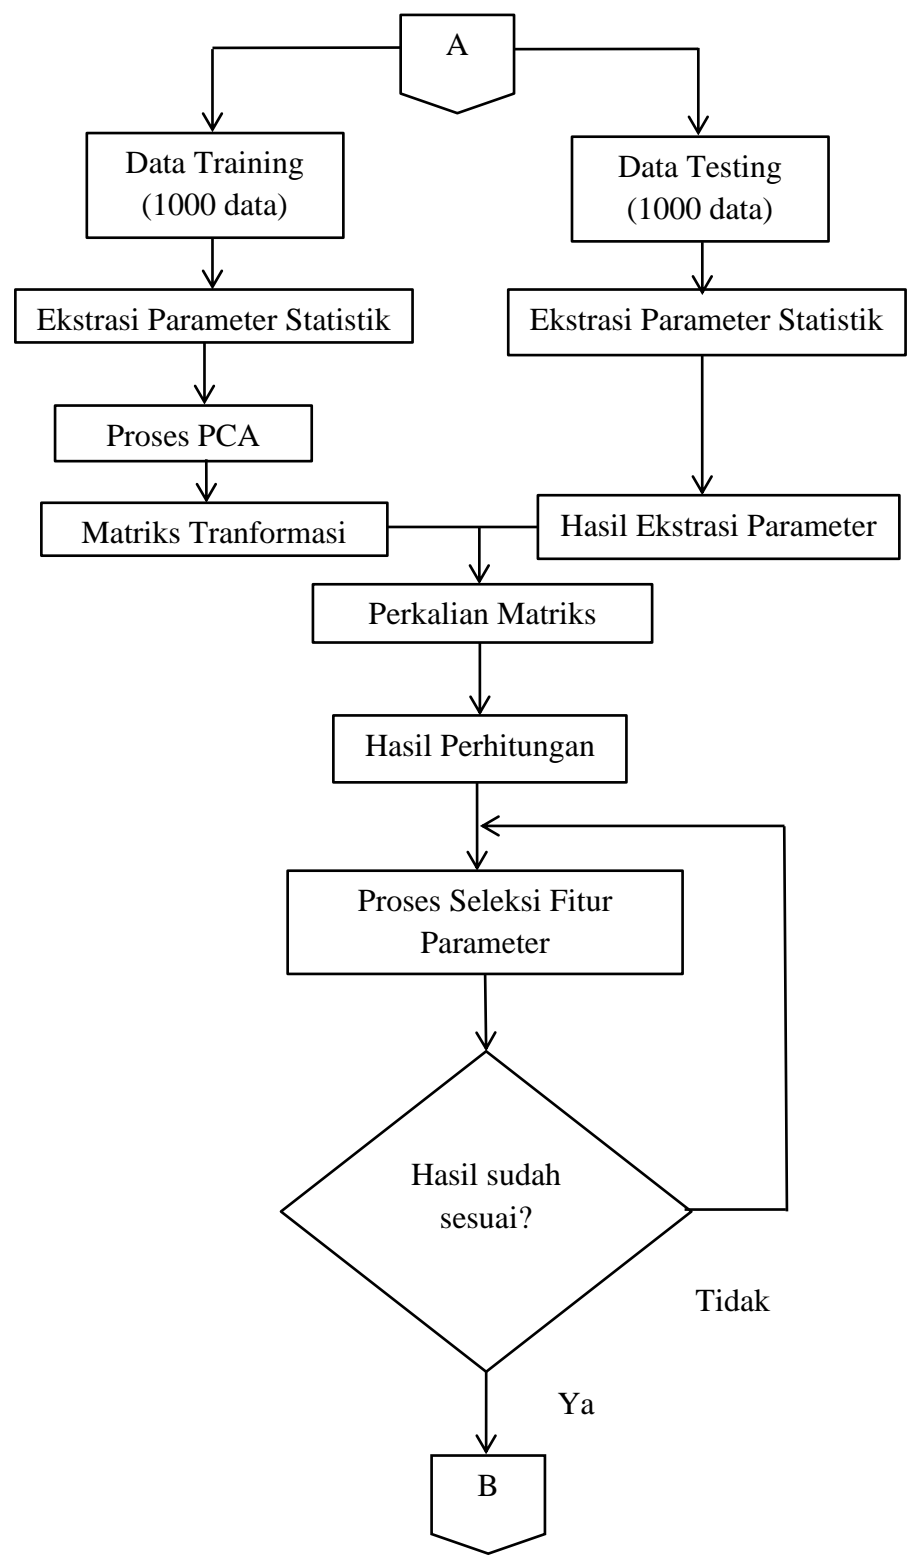 A
Data Training
(1000 data)
Data Testing
(1000 data)
Ekstrasi Parameter Statistik
Ekstrasi Parameter Statistik
Proses PCA
Matriks Tranformasi
Hasil Ekstrasi Parameter
Perkalian Matriks
Hasil Perhitungan
Proses Seleksi Fitur
Parameter
Hasil sudah
sesuai?
Tidak
Ya
B